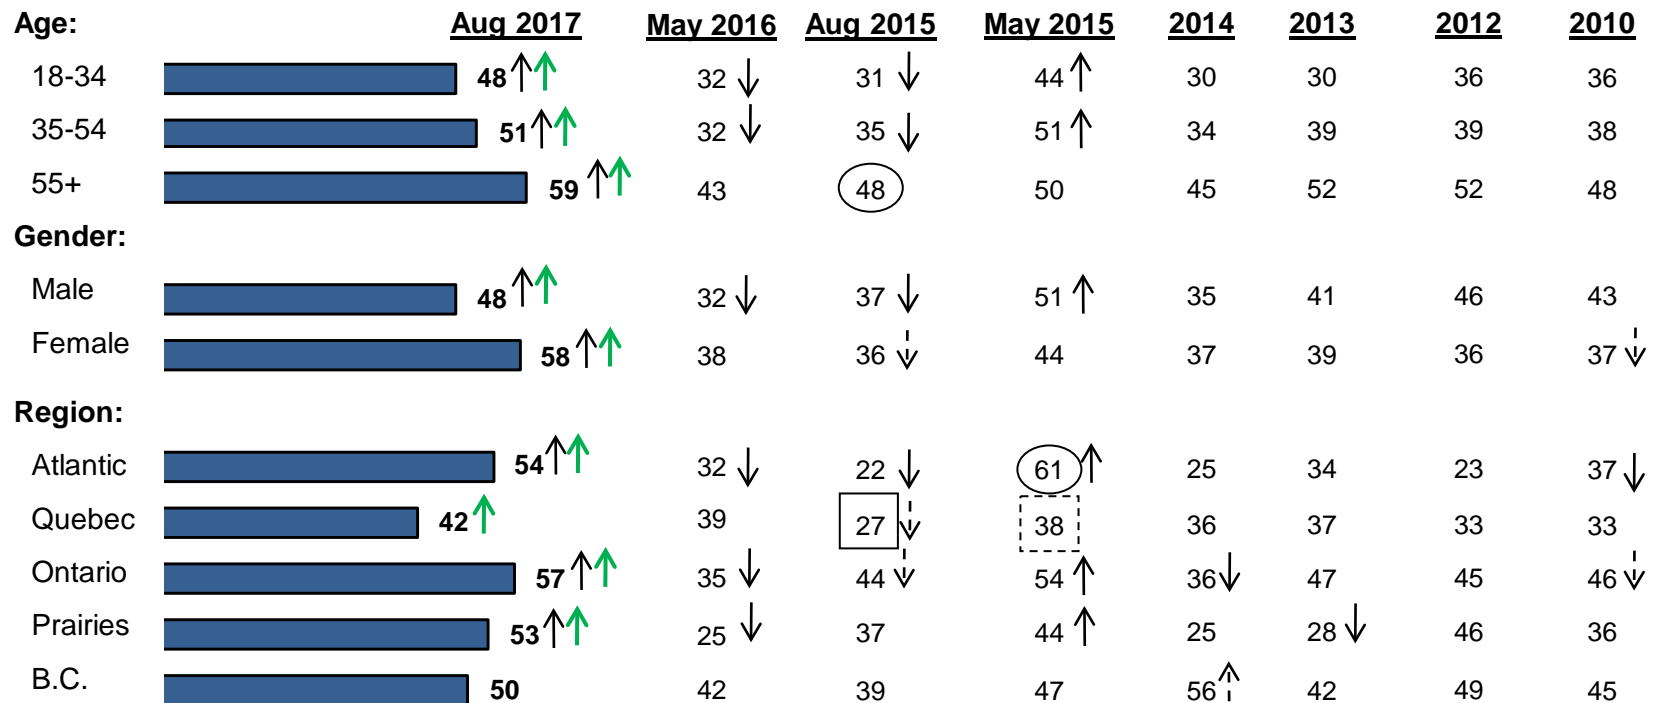 Age: Aug 2017 May 2016 Aug 2015 May 2015 2014 2013 2012 2010
18-34 48 32 31 44 30 30 36 36
35-54 51 32 35 51 34 39 39 38
55+ 59 43 48 50 45 52 52 48
Gender:
Male 48 32 37 51 35 41 46 43
Female 58 38 36 44 37 39 36 37
Region:
Atlantic 54 32 22 61 25 34 23 37
Quebec 42 39 27 38 36 37 33 33
Ontario 57 35 44 54 36 47 45 46
Prairies 53 25 37 44 25 28 46 36
B.C. 50 42 39 47 56 42 49 45